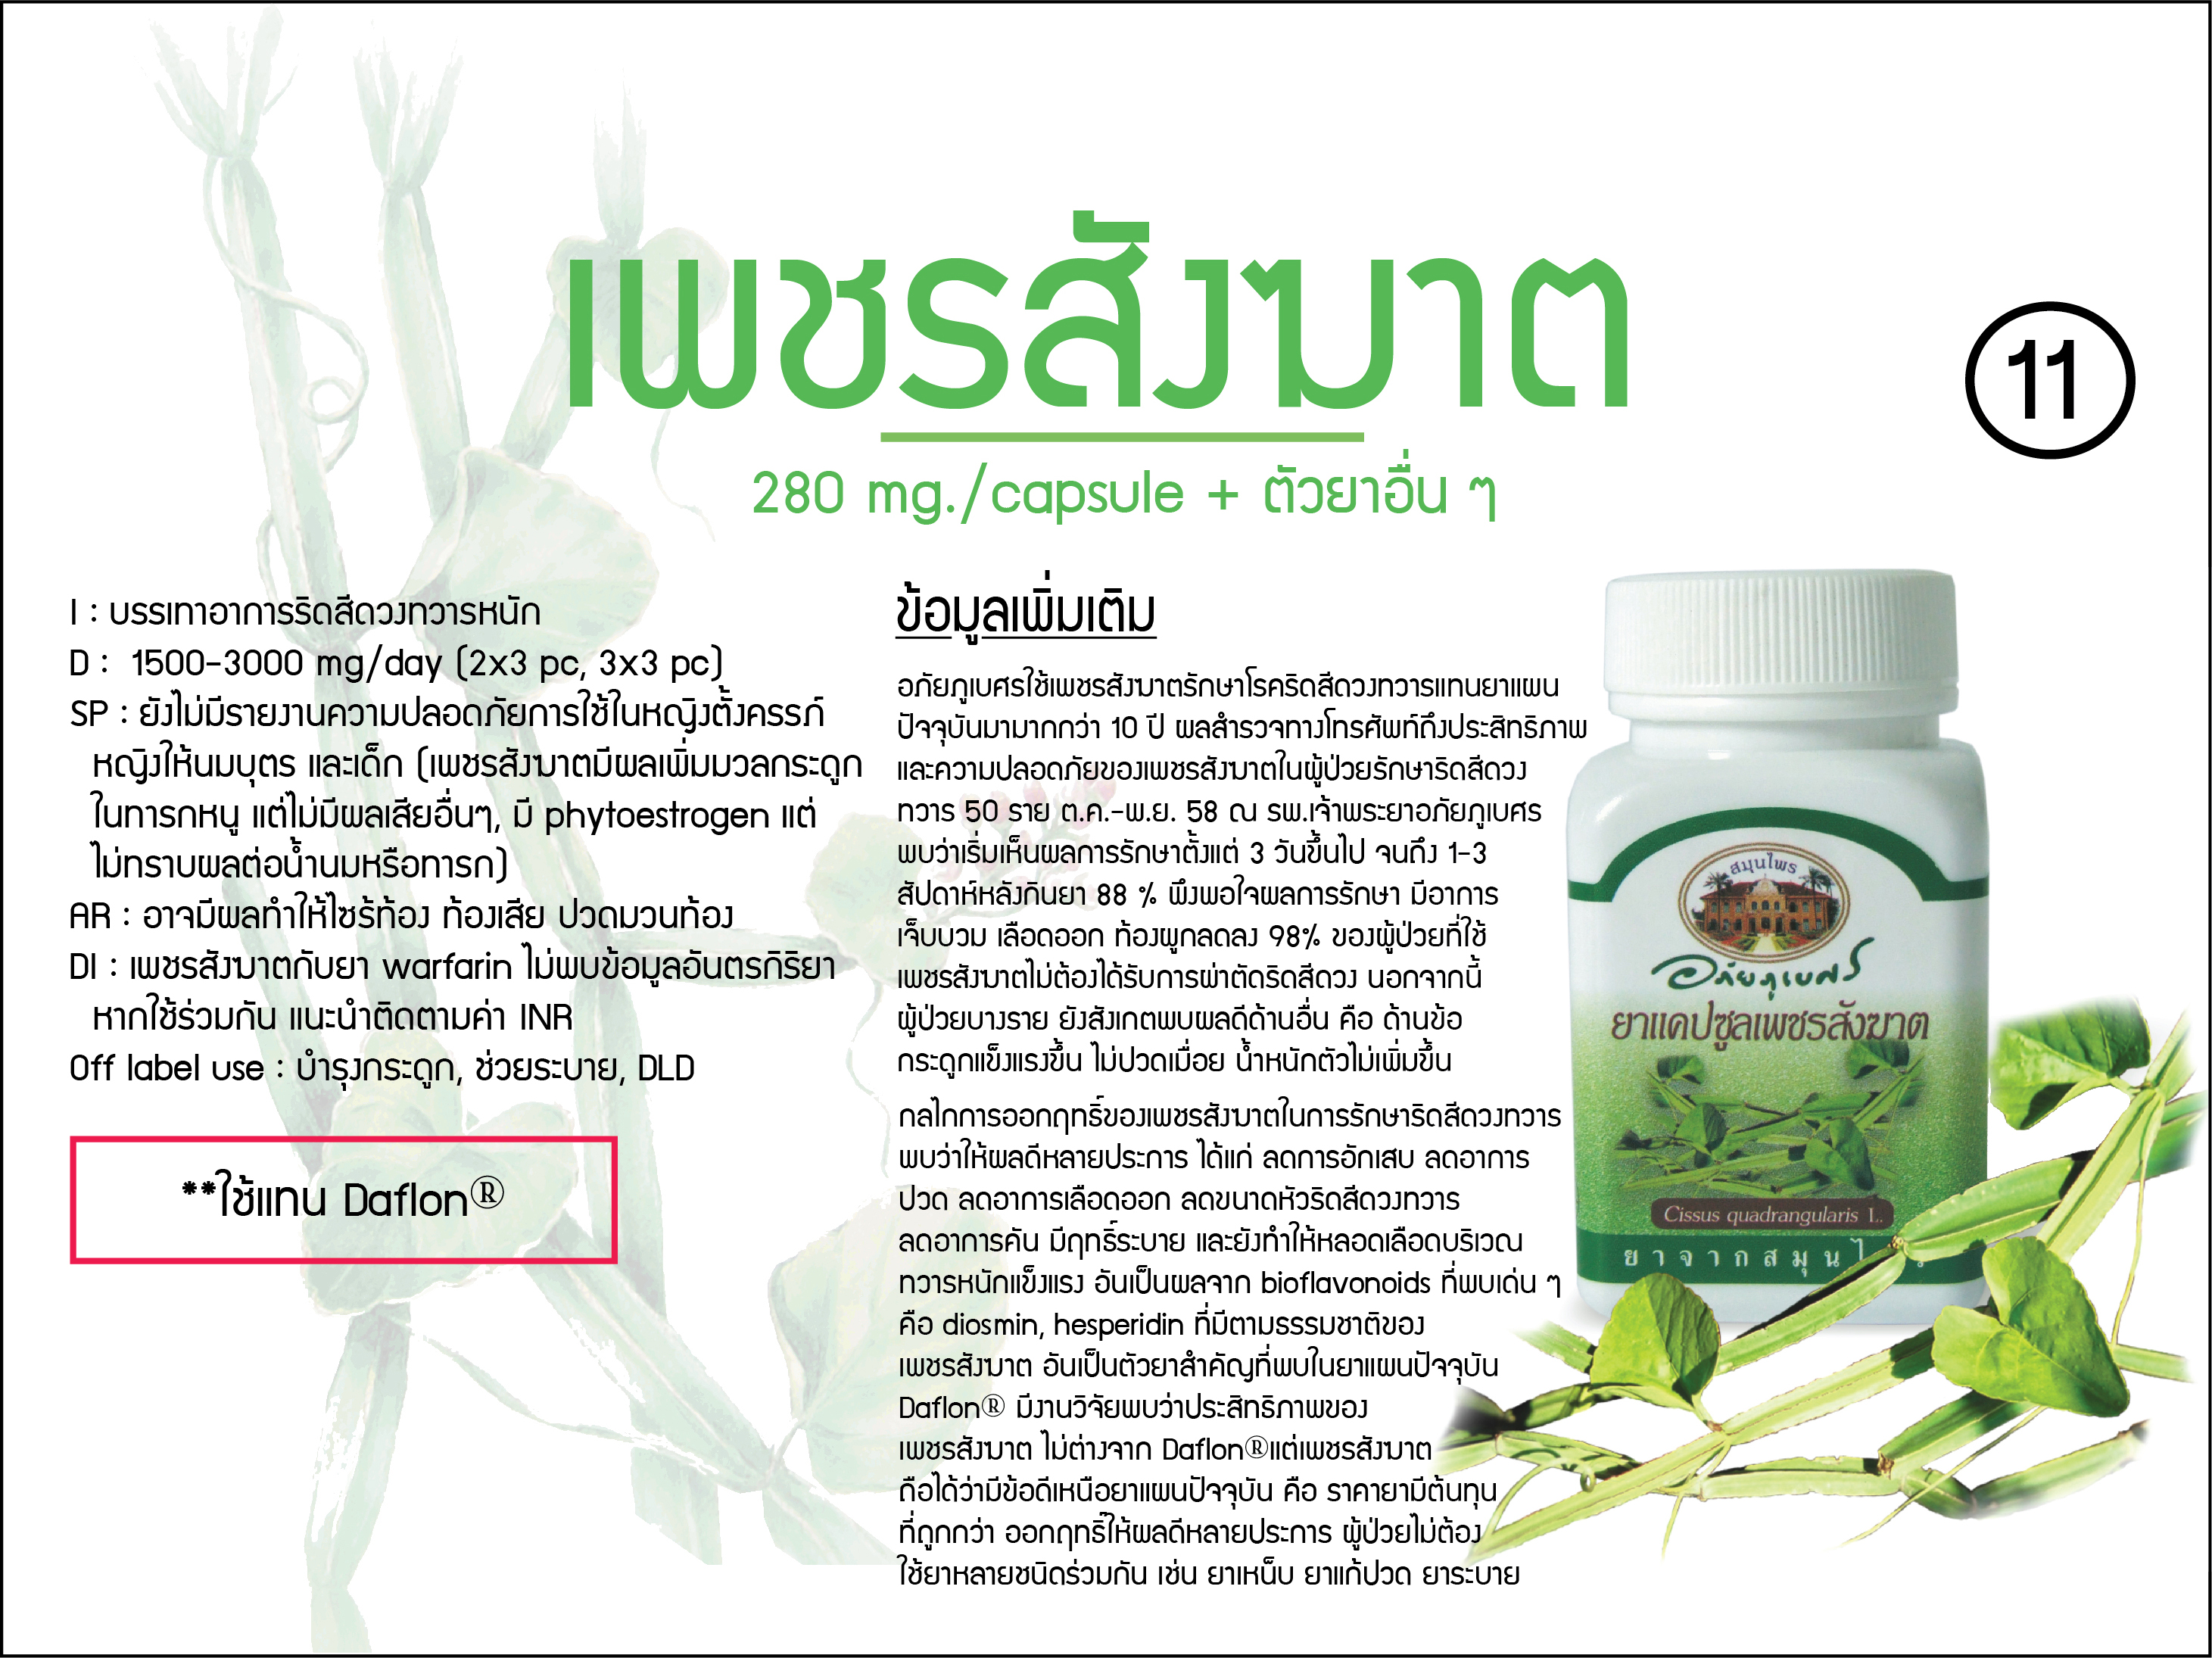 เพชรสังฆาต
11
280 mg./capsule + ตัวยาอื่น ๆ
I : บรรเทาอาการริดสีดวงทวารหนัก
D : 1500-3000 mg/day (2x3 pc, 3x3 pc)
SP : ยังไม่มีรายงานความปลอดภัยการใช้ในหญิงตั้งครรภ์
หญิงให้นมบุตร และเด็ก (เพชรสังฆาตมีผลเพิ่มมวลกระดูก
ในทารกหนู แต่ไม่มีผลเสียอื่นๆ, มี phytoestrogen แต่
ไม่ทราบผลต่อน้ำนมหรือทารก)
AR : อาจมีผลทำให้ไซร้ท้อง ท้องเสีย ปวดมวนท้อง
DI : เพชรสังฆาตกับยา warfarin ไม่พบข้อมูลอันตรกิริยา
หากใช้ร่วมกัน แนะนำติดตามค่า INR
Off label use : บำรุงกระดูก, ช่วยระบาย, DLD
**ใช้แทน Daflon®
ข้อมูลเพิ่มเติม
อภัยภูเบศรใช้เพชรสังฆาตรักษาโรคริดสีดวงทวารแทนยาแผน
ปัจจุบันมามากกว่า 10 ปี ผลสำรวจทางโทรศัพท์ถึงประสิทธิภาพ
และความปลอดภัยของเพชรสังฆาตในผู้ป่วยรักษาริดสีดวง
ทวาร 50 ราย ต.ค.-พ.ย. 58 ณ รพ.เจ้าพระยาอภัยภูเบศร
พบว่าเริ่มเห็นผลการรักษาตั้งแต่ 3 วันขึ้นไป จนถึง 1-3
สัปดาห์หลังกินยา 88 % พึงพอใจผลการรักษา มีอาการ
เจ็บบวม เลือดออก ท้องผูกลดลง 98% ของผู้ป่วยที่ใช้
เพชรสังฆาตไม่ต้องได้รับการผ่าตัดริดสีดวง นอกจากนี้
ผู้ป่วยบางราย ยังสังเกตพบผลดีด้านอื่น คือ ด้านข้อ
กระดูกแข็งแรงขึ้น ไม่ปวดเมื่อย น้ำหนักตัวไม่เพิ่มขึ้น
กลไกการออกฤทธิ์ของเพชรสังฆาตในการรักษาริดสีดวงทวาร
พบว่าให้ผลดีหลายประการ ได้แก่ ลดการอักเสบ ลดอาการ
ปวด ลดอาการเลือดออก ลดขนาดหัวริดสีดวงทวาร
ลดอาการคัน มีฤทธิ์ระบาย และยังทำให้หลอดเลือดบริเวณ
ทวารหนักแข็งแรง อันเป็นผลจาก bioflavonoids ที่พบเด่น ๆ
คือ diosmin, hesperidin ที่มีตามธรรมชาติของ
เพชรสังฆาต อันเป็นตัวยาสำคัญที่พบในยาแผนปัจจุบัน
Daflon® มีงานวิจัยพบว่าประสิทธิภาพของ
เพชรสังฆาต ไม่ต่างจาก Daflon®แต่เพชรสังฆาต
ถือได้ว่ามีข้อดีเหนือยาแผนปัจจุบัน คือ ราคายามีต้นทุน
ที่ถูกกว่า ออกฤทธิ์ให้ผลดีหลายประการ ผู้ป่วยไม่ต้อง
ใช้ยาหลายชนิดร่วมกัน เช่น ยาเหน็บ ยาแก้ปวด ยาระบาย
สมุนไพร
อภัยภูเบศร
ยาแคปซูลเพชรสังฆาต
Cissus quadrangularis L.
ยาจากสมุนไ